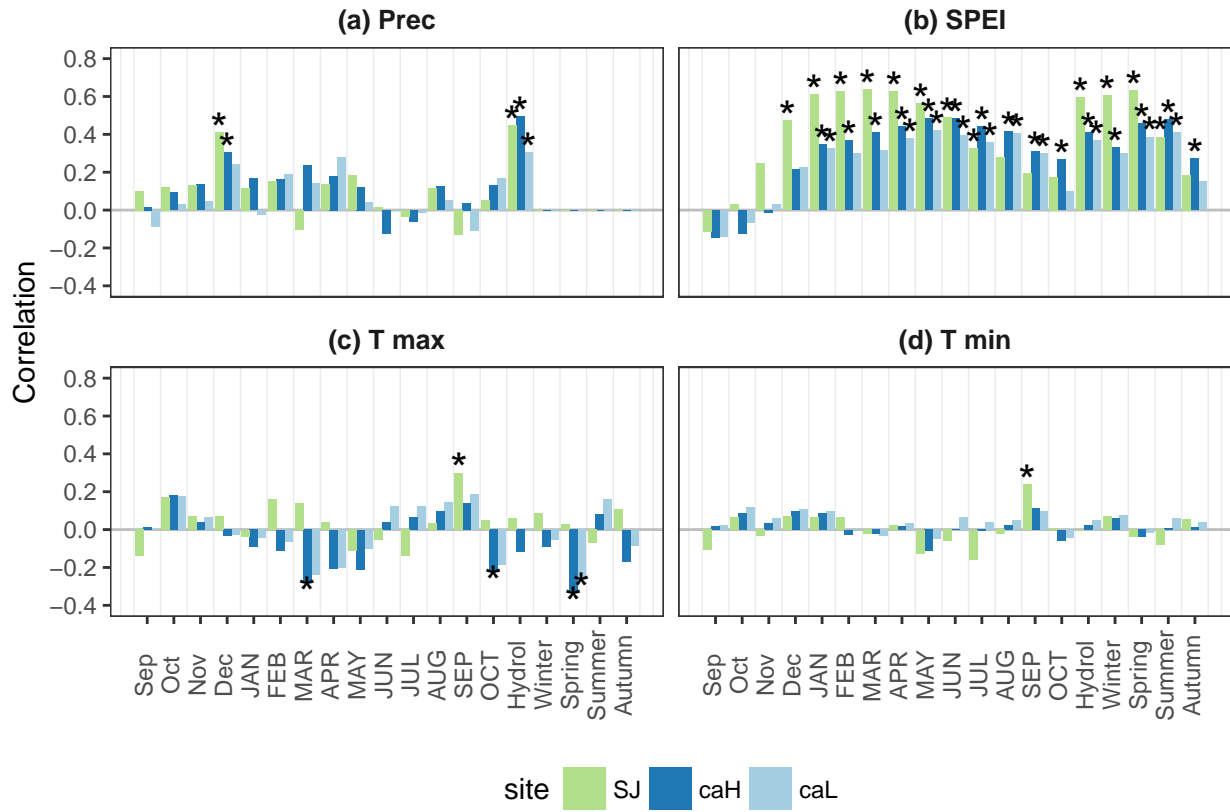 (a) Prec
(b) SPEI
0.8
0.6
0.4
0.2
0.0
−0.2
−0.4
(c) T max
(d) T min
Correlation
0.8
0.6
0.4
0.2
0.0
−0.2
−0.4
Sep
Oct
Nov
Dec
JAN
FEB
MAR
APR
MAY
JUN
JUL
AUG
SEP
OCT
Hydrol
Winter
Spring
Summer
Autumn
Sep
Oct
Nov
Dec
JAN
FEB
MAR
APR
MAY
JUN
JUL
AUG
SEP
OCT
Hydrol
Winter
Spring
Summer
Autumn
site SJ caH caL